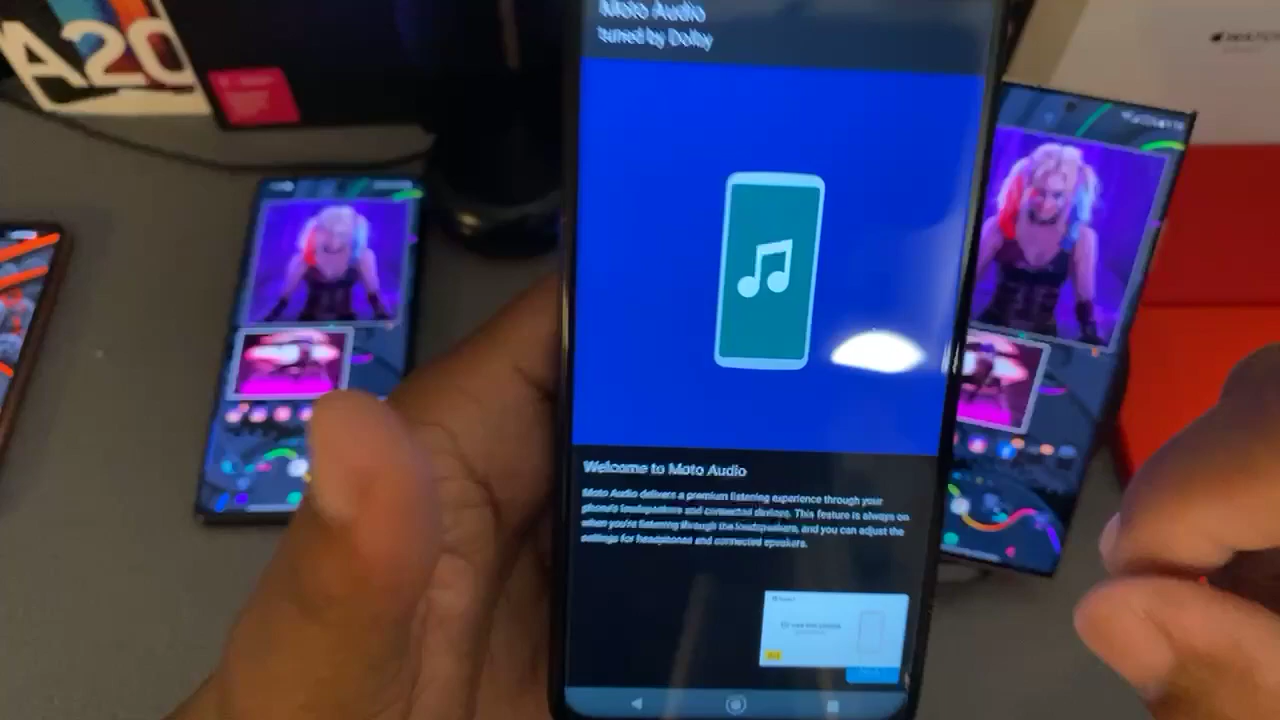 A20
Moto Audio
tuned by Dolby
Welcome to Moto Audio
Moto Audio delivers a premium listening experience through your
phone's loudspeakers and connected displays. This feature is always on
when you're listening through the loudspeakers, and you can adjust the
settings for headphones and connected speakers.